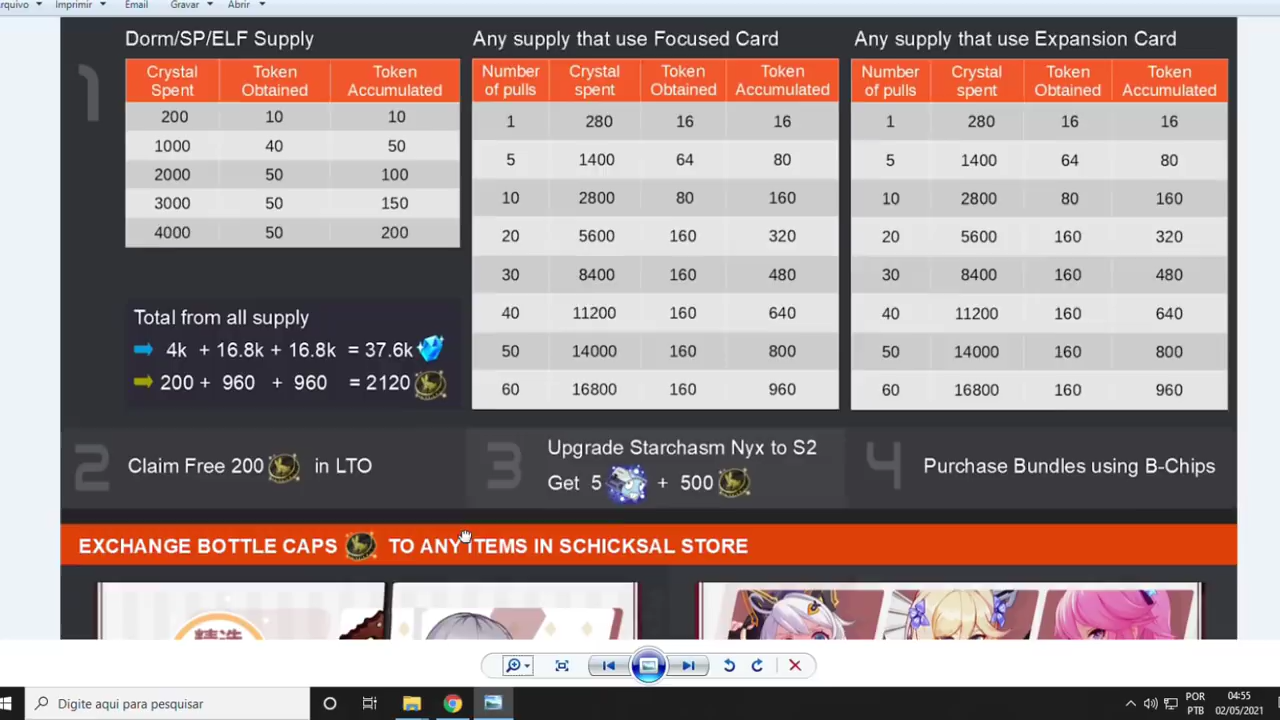 Arquivo Imprimir Email Gravar Abrir
1
Dorm/SP/ELF Supply
Crystal Spent Token Obtained Token Accumulated
200 10 10
1000 40 50
2000 50 100
3000 50 150
4000 50 200
Total from all supply
4k + 16.8k + 16.8k = 37.6k
200 + 960 + 960 = 2120
Any supply that use Focused Card
Number of pulls Crystal spent Token Obtained Token Accumulated
1 280 16 16
5 1400 64 80
10 2800 80 160
20 5600 160 320
30 8400 160 480
40 11200 160 640
50 14000 160 800
60 16800 160 960
Any supply that use Expansion Card
Number of pulls Crystal spent Token Obtained Token Accumulated
1 280 16 16
5 1400 64 80
10 2800 80 160
20 5600 160 320
30 8400 160 480
40 11200 160 640
50 14000 160 800
60 16800 160 960
2
Claim Free 200 in LTO
3
Upgrade Starchasm Nyx to S2
Get 5 + 500
4
Purchase Bundles using B-Chips
EXCHANGE BOTTLE CAPS TO ANY ITEMS IN SCHICKSAL STORE
精选
Digite aqui para pesquisar
POR
PTB
04:55
02/05/2021